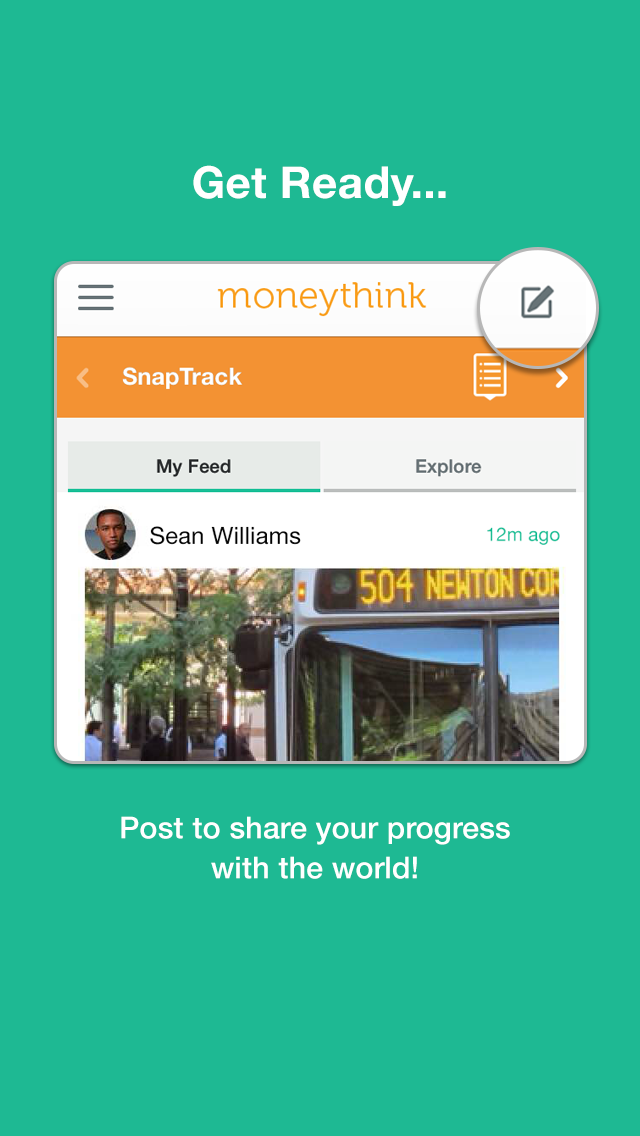 Get Ready...
moneythink
SnapTrack
My Feed
Explore
Sean Williams
12m ago
504 NEWTON COR
Post to share your progress
with the world!